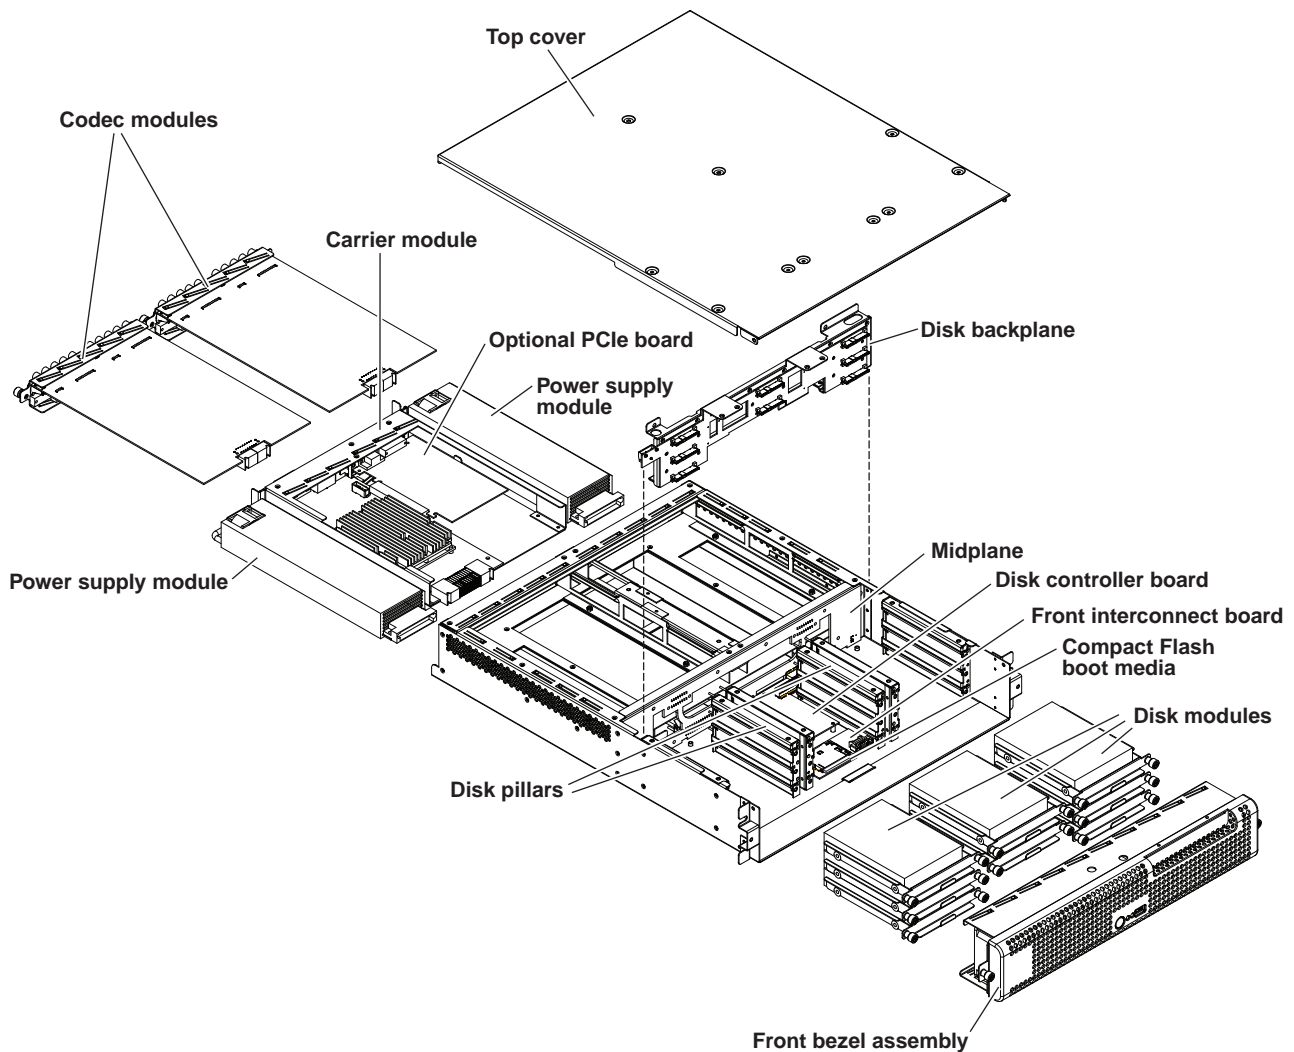 Top cover
Codec modules
Carrier module
Optional PCIe board
Disk backplane
Power supply
module
Midplane
Power supply module
Disk controller board
Front interconnect board
Compact Flash
boot media
Disk modules
Disk pillars
Front bezel assembly